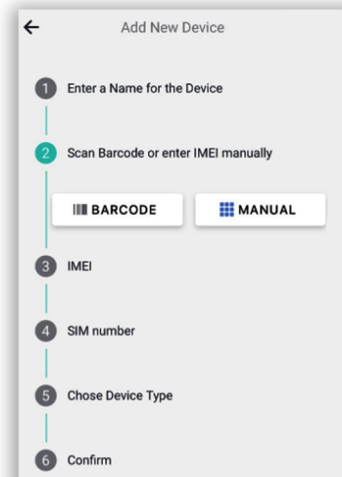 Add New Device
1 Enter a Name for the Device
2 Scan Barcode or enter IMEI manually
BARCODE MANUAL
3 IMEI
4 SIM number
5 Chose Device Type
6 Confirm